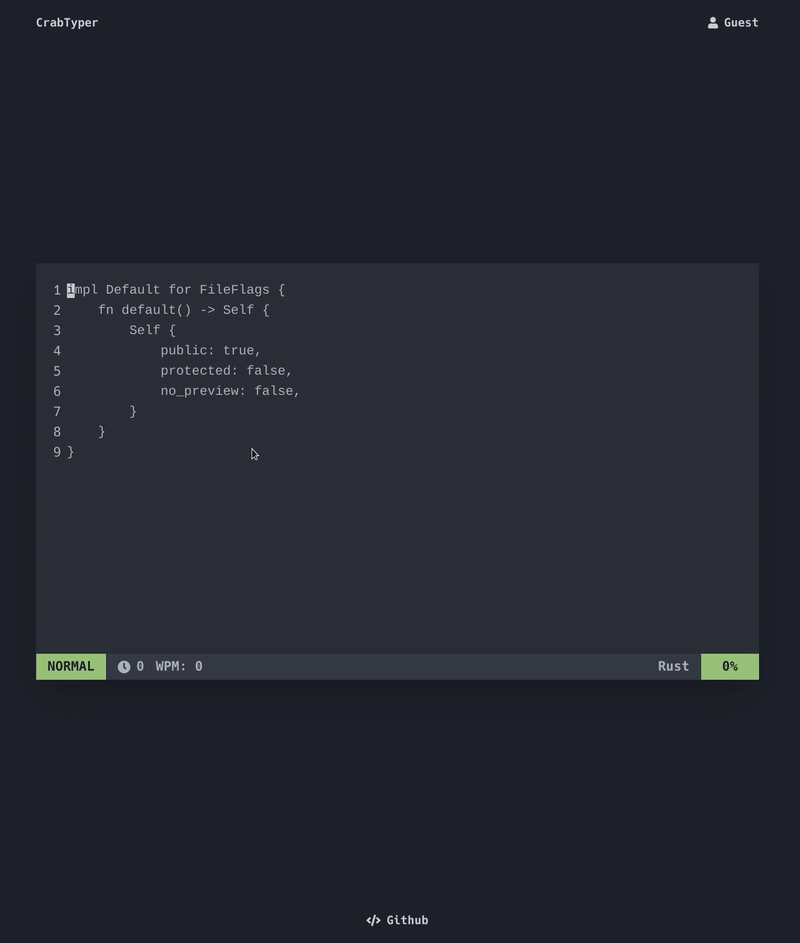 CrabTyper
Guest
1 impl Default for FileFlags {
2     fn default() -> Self {
3         Self {
4             public: true,
5             protected: false,
6             no_preview: false,
7         }
8     }
9 }
NORMAL 0 WPM: 0 Rust 0%
Github